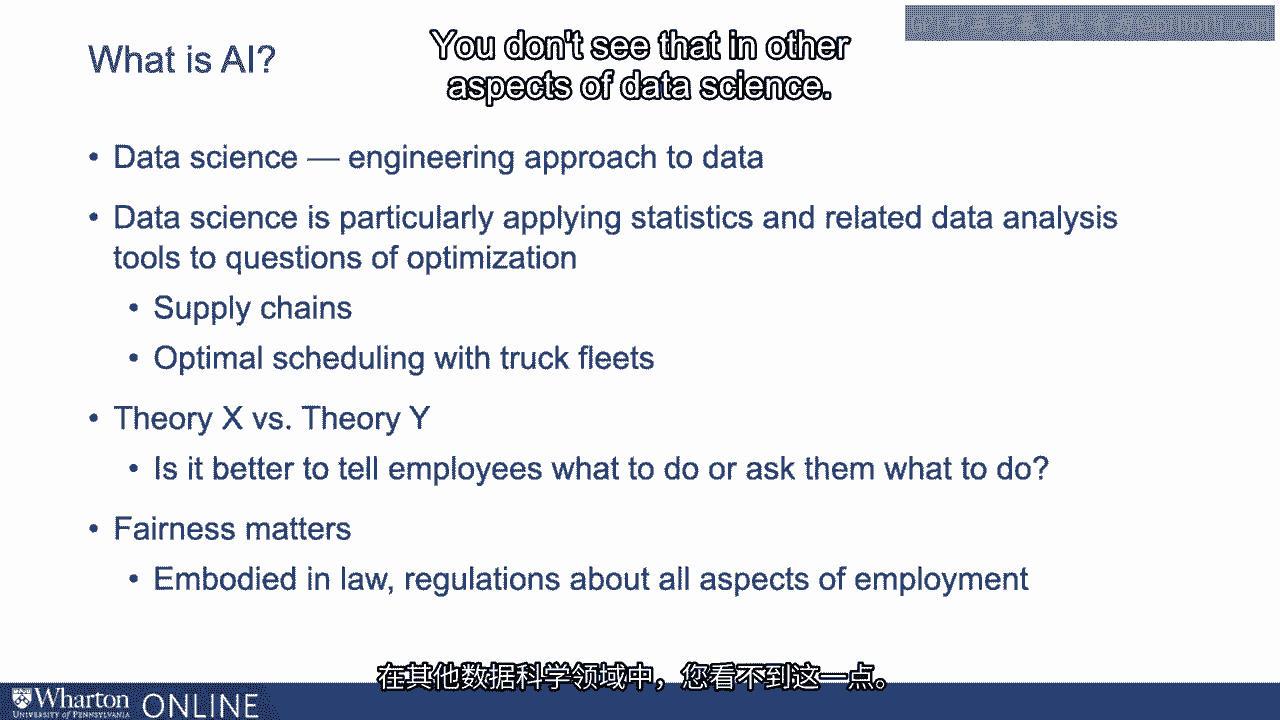 What is AI?
You don't see that in other
aspects of data science.
• Data science — engineering approach to data
• Data science is particularly applying statistics and related data analysis
tools to questions of optimization
• Supply chains
• Optimal scheduling with truck fleets
• Theory X vs. Theory Y
• Is it better to tell employees what to do or ask them what to do?
• Fairness matters
• Embodied in law, regulations about all aspects of employment
在其他数据科学领域中，您看不到这一点。
Wharton ONLINE
UNIVERSITY of PENNSYLVANIA